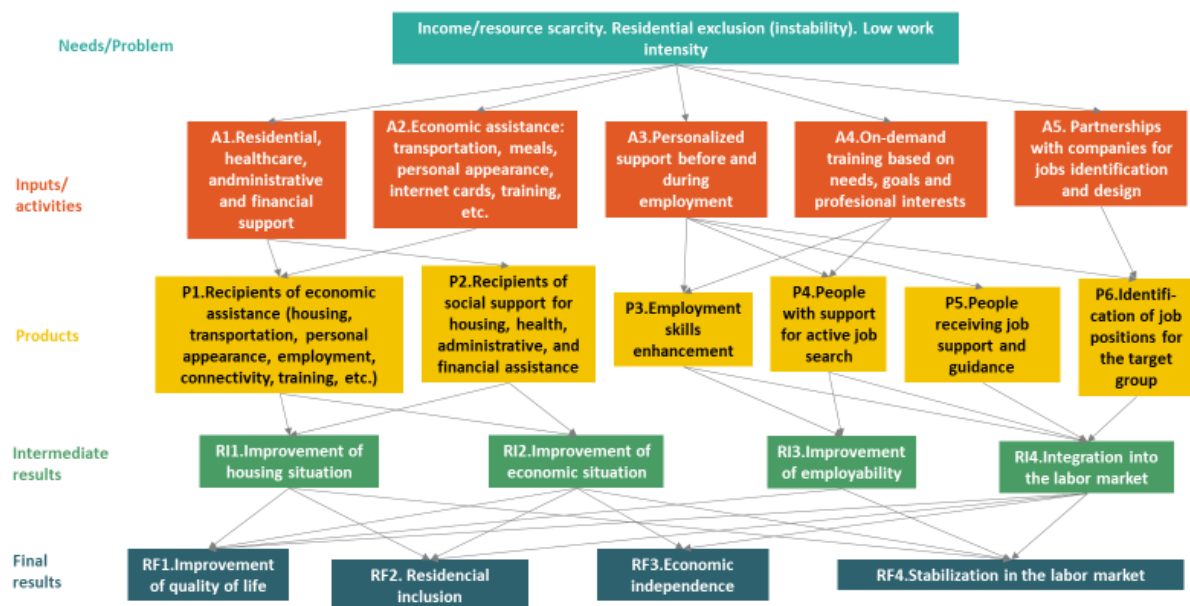 Needs/Problem
Income/resource scarcity. Residential exclusion (instability). Low work
intensity
Inputs/
activities
A1.Residential,
healthcare,
andministrative
and financial
support
A2.Economic assistance:
transportation, meals,
personal appearance,
internet cards, training,
etc.
A3.Personalized
support before and
during
employment
A4.On-demand
training based on
needs, goals and
profesional interests
A5. Partnerships
with companies for
jobs identification
and design
Products
P1.Recipients of economic
assistance (housing,
transportation, personal
appearance, employment,
connectivity, training, etc.)
P2.Recipients of
social support for
housing, health,
administrative, and
financial assistance
P3.Employment
skills
enhancement
P4.People
with support
for active job
search
P5.People
receiving job
support and
guidance
P6.Identifi-
cation of job
positions for
the target
group
Intermediate
results
RI1.Improvement of
housing situation
RI2.Improvement of
economic situation
RI3.Improvement
of employability
RI4.Integration into
the labor market
Final
results
RF1.Improvement
of quality of life
RF2. Residencial
inclusion
RF3.Economic
independence
RF4.Stabilization in the labor market